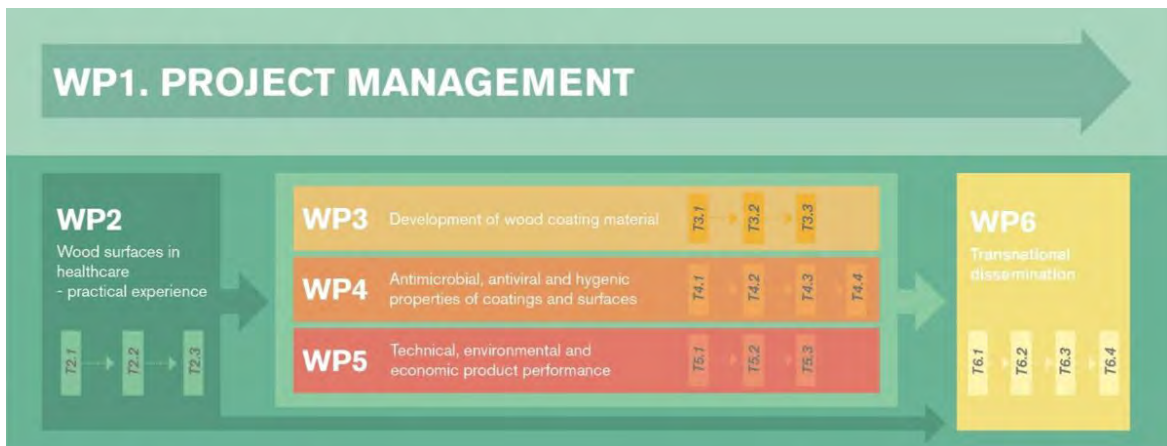 WP1. PROJECT MANAGEMENT
WP2
Wood surfaces in
healthcare
- practical experience
T2.1
T2.2
T2.3
WP3
Development of wood coating material
T3.1
T3.2
T3.3
WP4
Antimicrobial, antiviral and hygenic
properties of coatings and surfaces
T4.1
T4.2
T4.3
T4.4
WP5
Technical, environmental and
economic product performance
T5.1
T5.2
T5.3
WP6
Transnational
dissemination
T6.1
T6.2
T6.3
T6.4